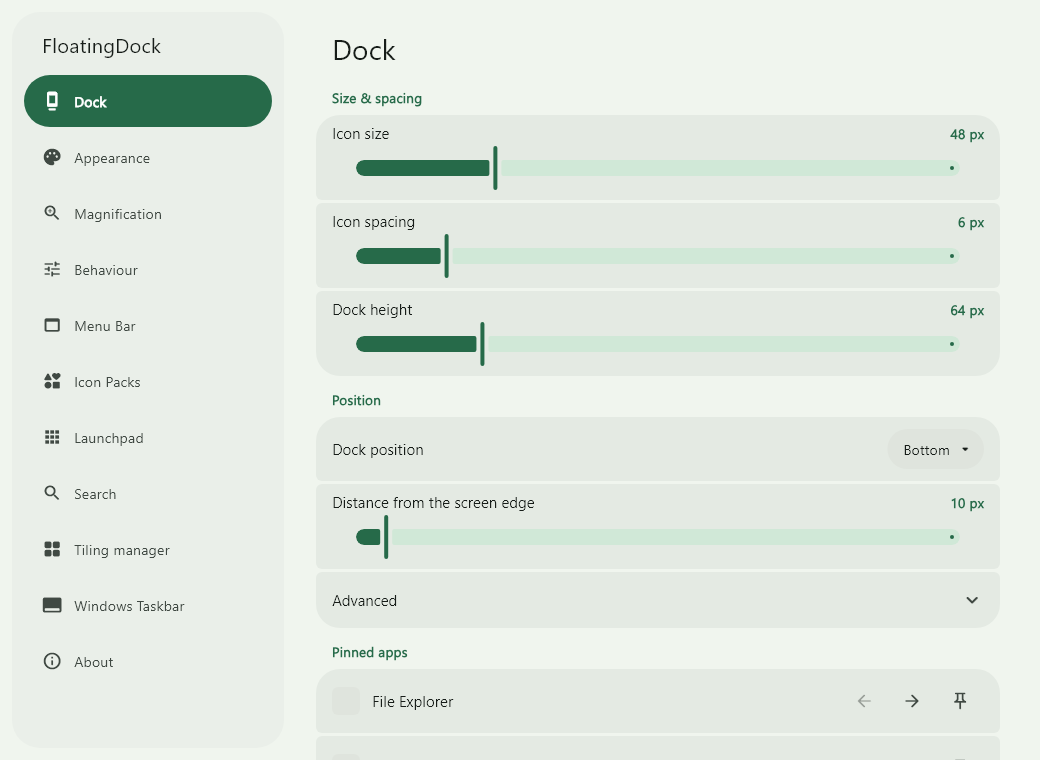 FloatingDock
Dock
Appearance
Magnification
Behaviour
Menu Bar
Icon Packs
Launchpad
Search
Tiling manager
Windows Taskbar
About
Dock
Size & spacing
Icon size
48 px
Icon spacing
6 px
Dock height
64 px
Position
Dock position
Bottom
Distance from the screen edge
10 px
Advanced
Pinned apps
File Explorer